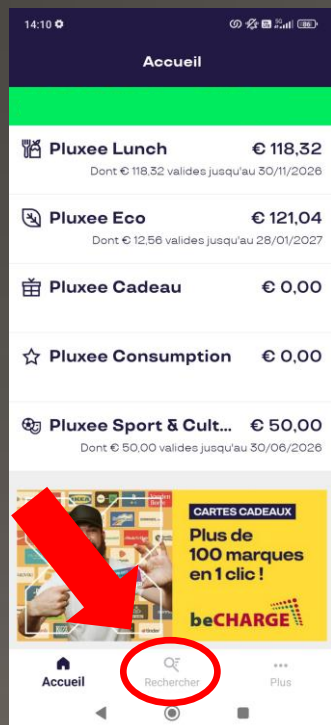 14:10
Accueil
Pluxee Lunch € 118,32
Dont € 118,32 valides jusqu'au 30/11/2026
Pluxee Eco € 121,04
Dont € 12,56 valides jusqu'au 28/01/2027
Pluxee Cadeau € 0,00
Pluxee Consumption € 0,00
Pluxee Sport & Cult... € 50,00
Dont € 50,00 valides jusqu'au 30/06/2026
CARTES CADEAUX
Plus de
100 marques
en 1 clic !
beCHARGE
Accueil Rechercher Plus